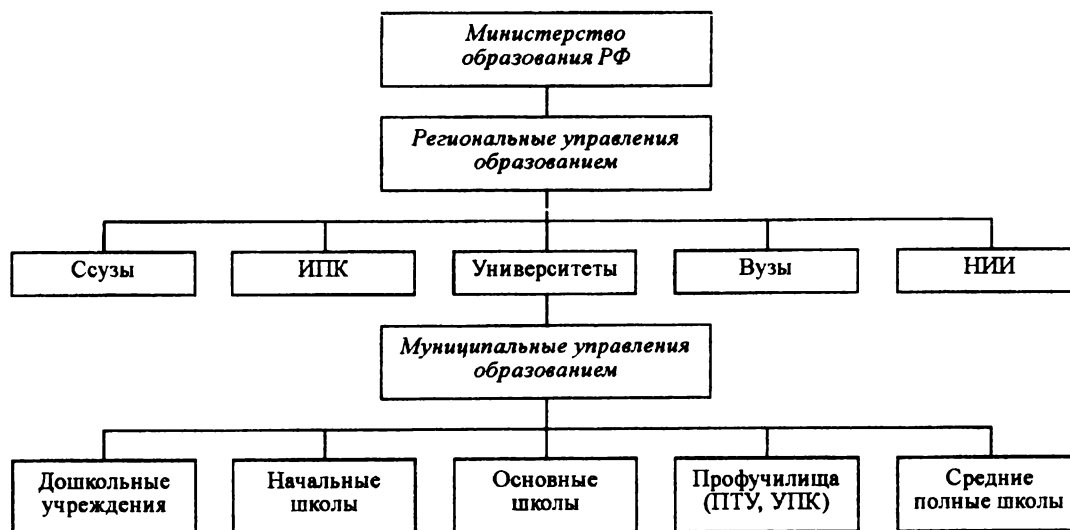 Министерство
образования РФ
Региональные управления
образованием
Ссузы
ИПК
Университеты
Вузы
НИИ
Муниципальные управления
образованием
Дошкольные
учреждения
Начальные
школы
Основные
школы
Профучилища
(ПТУ, УПК)
Средние
полные школы